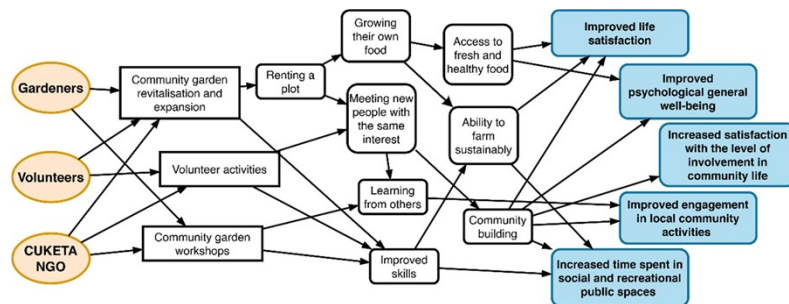 Gardeners
Volunteers
CUKETA
NGO
Community garden
revitalisation and
expansion
Volunteer activities
Community garden
workshops
Renting a
plot
Growing
their own
food
Meeting new
people with
the same
interest
Learning
from others
Improved
skills
Access to
fresh and
healthy food
Ability to
farm
sustainably
Community
building
Improved life
satisfaction
Improved
psychological general
well-being
Increased satisfaction
with the level of
involvement in
community life
Improved engagement
in local community
activities
Increased time spent in
social and recreational
public spaces